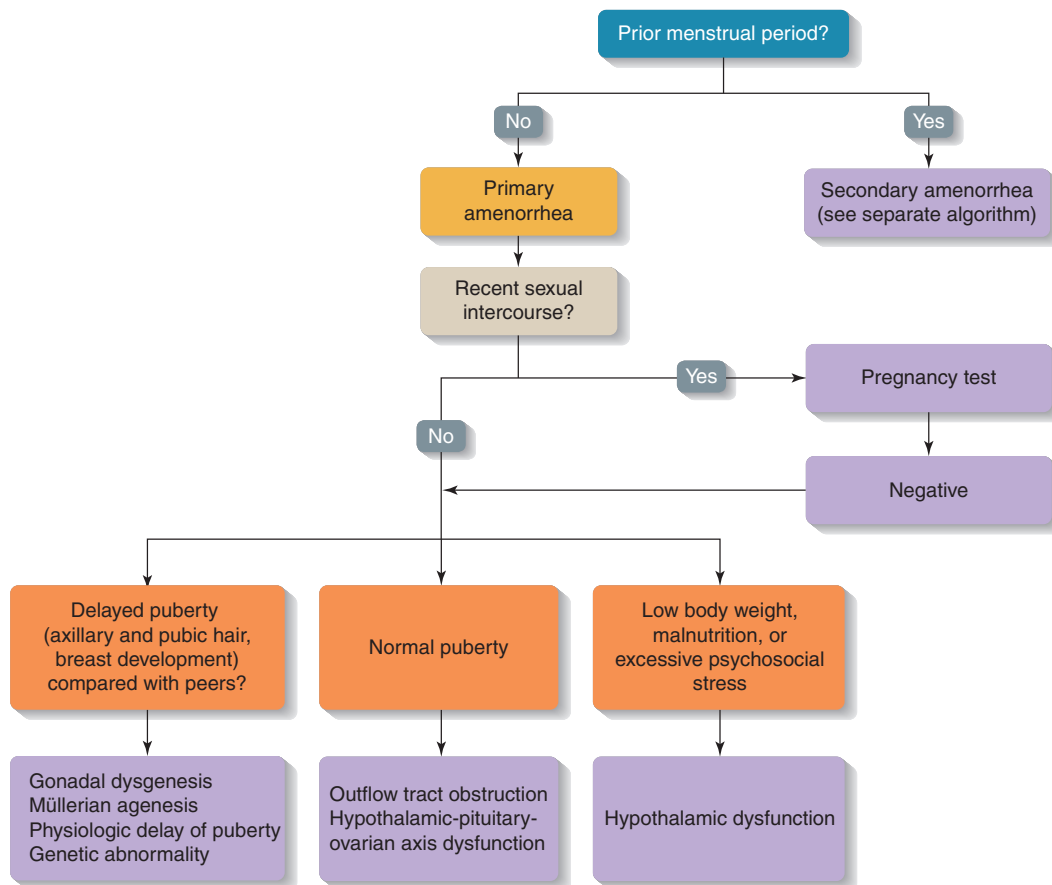 Prior menstrual period?
No
Yes
Primary
amenorrhea
Secondary amenorrhea
(see separate algorithm)
Recent sexual
intercourse?
Yes
Pregnancy test
No
Negative
Delayed puberty
(axillary and pubic hair,
breast development)
compared with peers?
Normal puberty
Low body weight,
malnutrition, or
excessive psychosocial
stress
Gonadal dysgenesis
Müllerian agenesis
Physiologic delay of puberty
Genetic abnormality
Outflow tract obstruction
Hypothalamic-pituitary-
ovarian axis dysfunction
Hypothalamic dysfunction